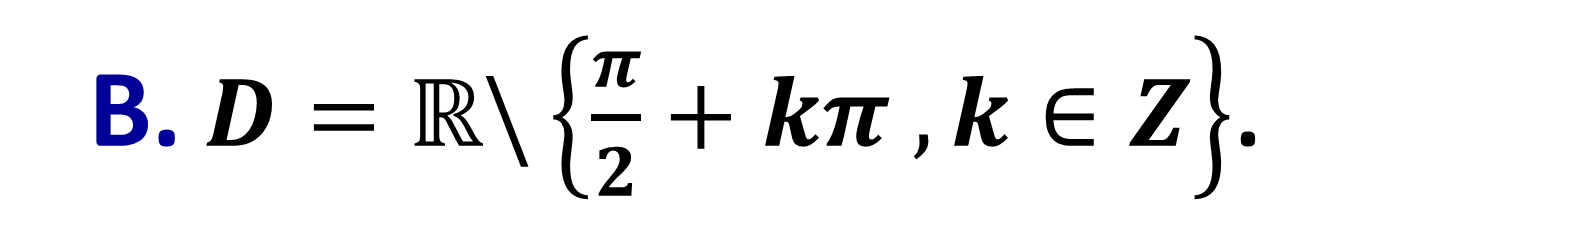 B. D = ℝ\{π/2 + kπ , k ∈ Z}.